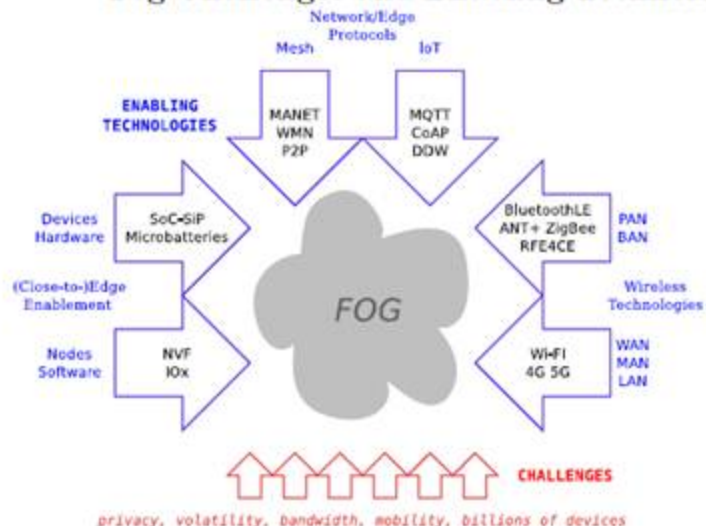 Network/Edge
Protocols
Mesh
IoT
ENABLING
TECHNOLOGIES
MANET
WMN
P2P
MQTT
CoAP
DDW
Devices
Hardware
SoC-SiP
Microbatteries
BluetoothLE
ANT+ ZigBee
RFE4CE
PAN
BAN
(Close-to-)Edge
Enablement
FOG
Wireless
Technologies
Nodes
Software
NVF
IOx
Wi-Fi
4G 5G
WAN
MAN
LAN
CHALLENGES
privacy, volatility, bandwidth, mobility, billions of devices